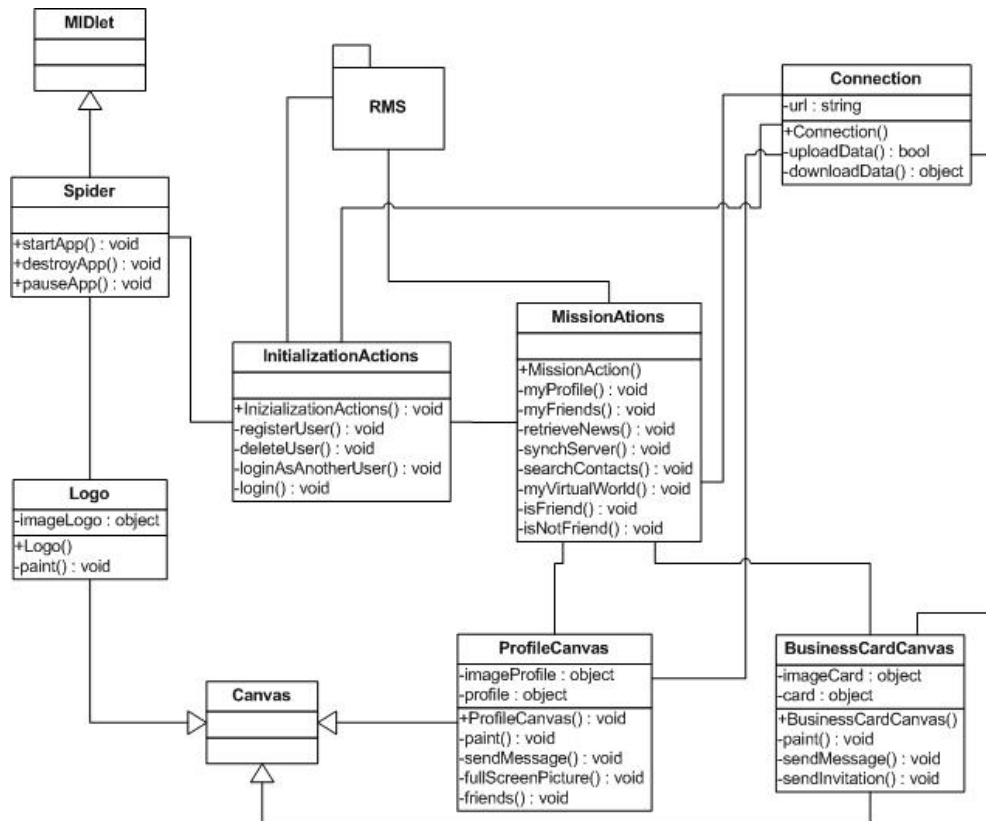 MIDlet
RMS
Connection
-url : string
+Connection()
-uploadData() : bool
-downloadData() : object
Spider
+startApp() : void
+destroyApp() : void
+pauseApp() : void
InitializationActions
+InizializationActions() : void
-registerUser() : void
-deleteUser() : void
-loginAsAnotherUser() : void
-login() : void
MissionAtions
+MissionAction()
-myProfile() : void
-myFriends() : void
-retrieveNews() : void
-synchServer() : void
-searchContacts() : void
-myVirtualWorld() : void
-isFriend() : void
-isNotFriend() : void
Logo
-imageLogo : object
+Logo()
-paint() : void
Canvas
ProfileCanvas
-imageProfile : object
-profile : object
+ProfileCanvas() : void
-paint() : void
-sendMessage() : void
-fullScreenPicture() : void
-friends() : void
BusinessCardCanvas
-imageCard : object
-card : object
+BusinessCardCanvas()
-paint() : void
-sendMessage() : void
-sendInvitation() : void